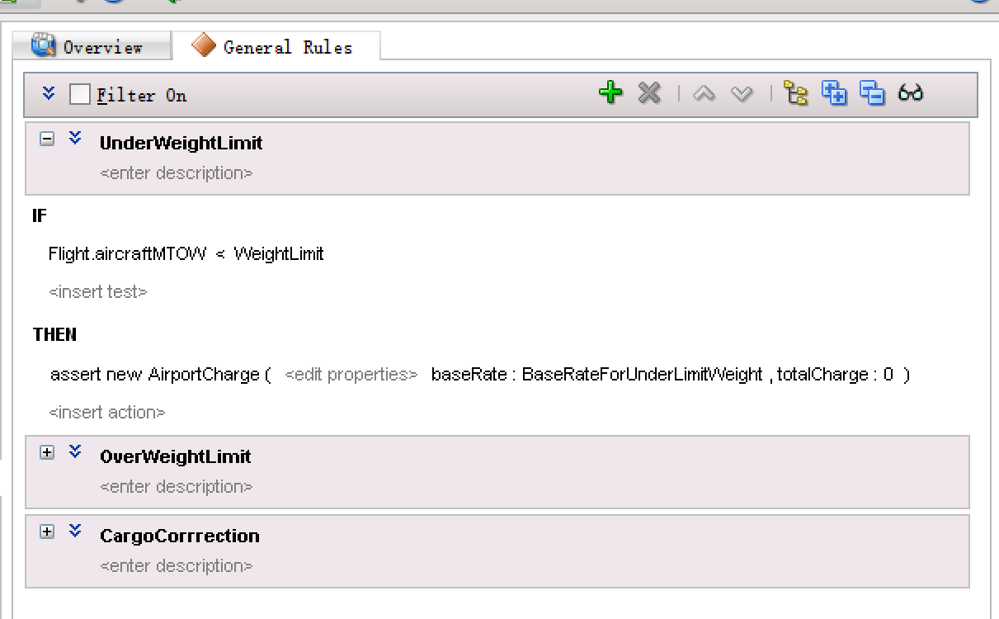 Overview
General Rules
Filter On
UnderWeightLimit
<enter description>
IF
Flight.aircraftMTOW < WeightLimit
<insert test>
THEN
assert new AirportCharge ( <edit properties> baseRate : BaseRateForUnderLimitWeight , totalCharge : 0 )
<insert action>
OverWeightLimit
<enter description>
CargoCorrrection
<enter description>